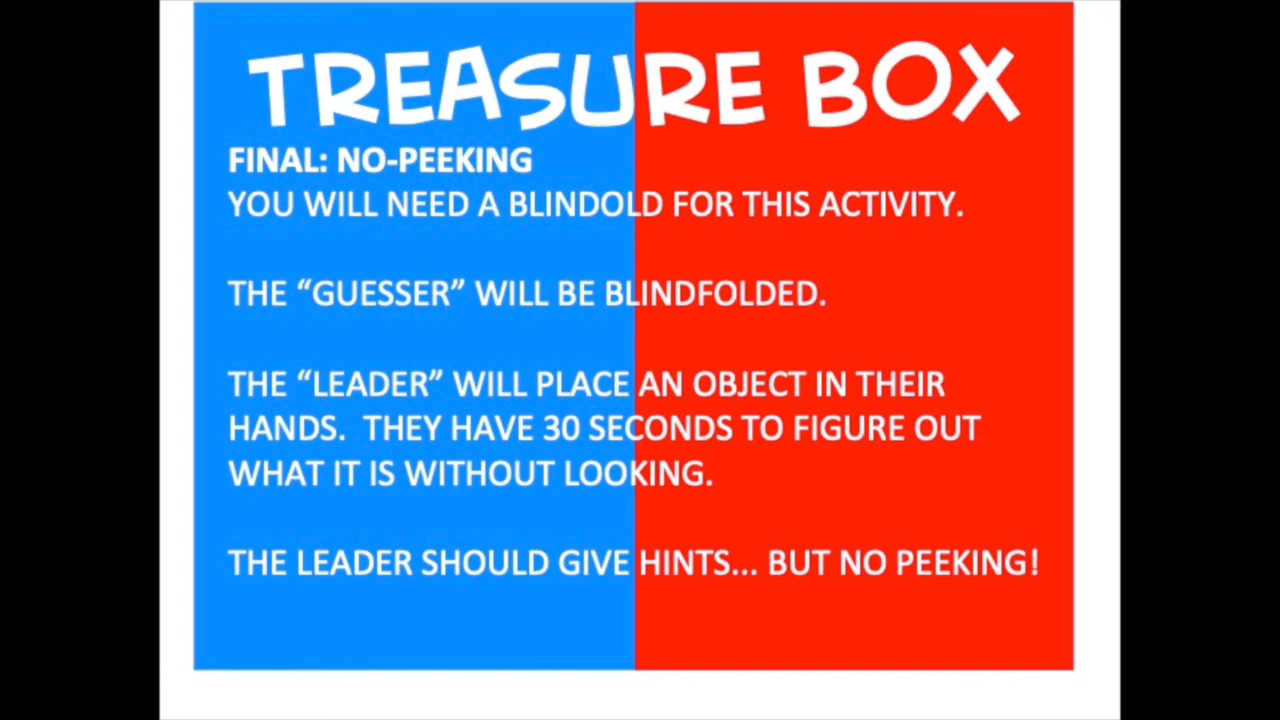 TREASURE BOX
FINAL: NO-PEEKING
YOU WILL NEED A BLINDOLD FOR THIS ACTIVITY.
THE “GUESSER” WILL BE BLINDFOLDED.
THE “LEADER” WILL PLACE AN OBJECT IN THEIR
HANDS.  THEY HAVE 30 SECONDS TO FIGURE OUT
WHAT IT IS WITHOUT LOOKING.
THE LEADER SHOULD GIVE HINTS... BUT NO PEEKING!